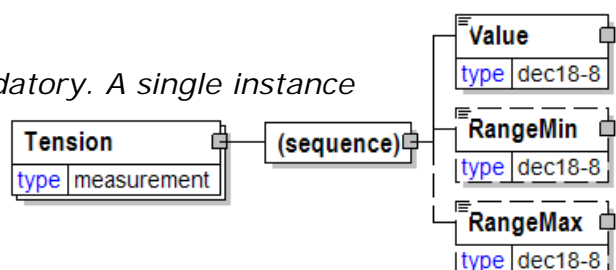 Value
type dec18-8
datory. A single instance
RangeMin
Tension
(sequence)
type measurement
type dec18-8
RangeMax
type dec18-8